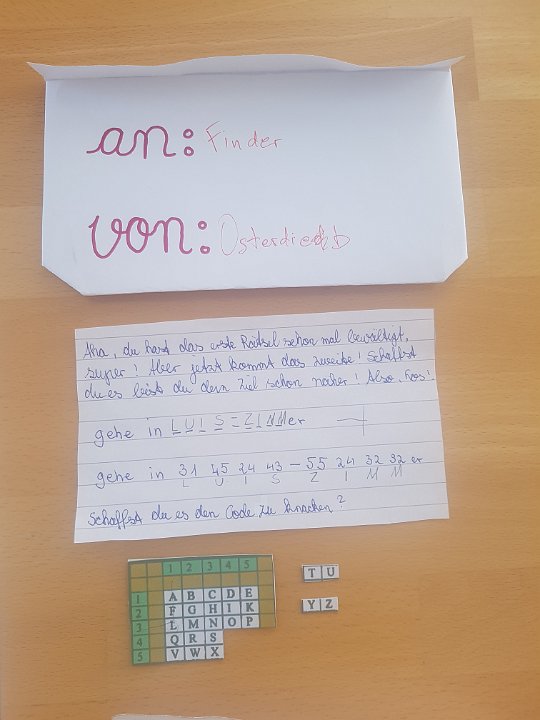 an: Finder
von: Osterdieb
Aha, du hast das erste Rätsel schon mal bewältigt,
super! Aber jetzt kommt das zweite! Schaffst
du es bist du dem Ziel schon näher! Also, los!
gehe in LUIS-ZIMMer
gehe in 31 45 24 43 - 55 24 32 32 er
L U I S Z I M M
Schaffst du es den Code zu knacken?
1 2 3 4 5
1 A B C D E
2 F G H I K
3 L M N O P
4 Q R S
5 V W X
T U
Y Z